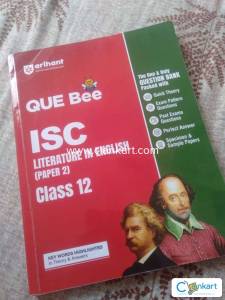 arihant
QUE Bee
ISC
LITERATURE IN ENGLISH
(PAPER 2)
Class 12
The One & Only
QUESTION BANK
Packed with
Quick Theory
Exam Pattern
Questions
Past Exams
Questions
Perfect Answer
Specimen &
Sample Papers
KEY WORDS HIGHLIGHTED
in Theory & Answers